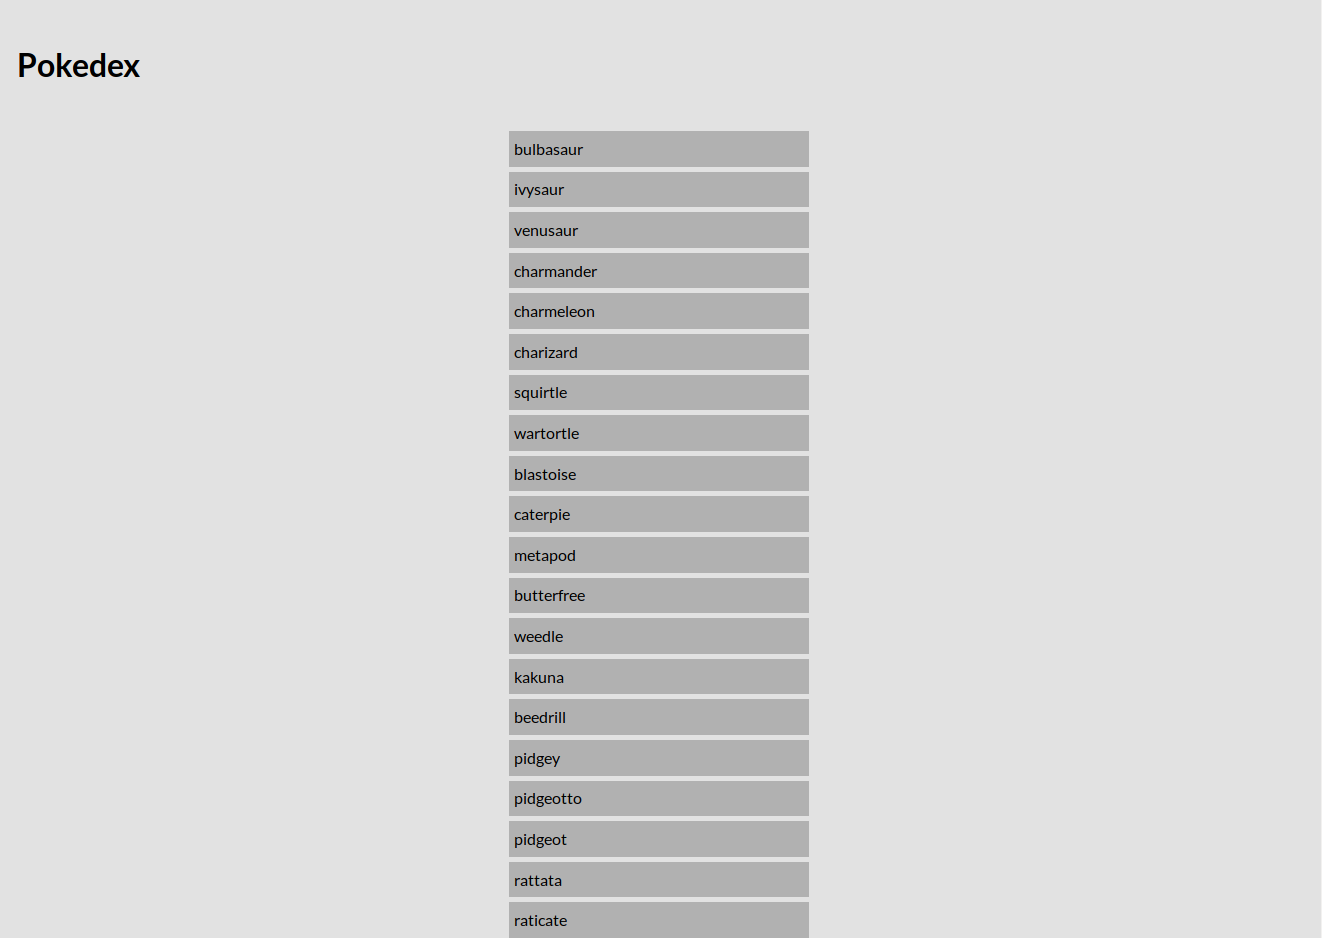 Pokedex
bulbasaur
ivysaur
venusaur
charmander
charmeleon
charizard
squirtle
wartortle
blastoise
caterpie
metapod
butterfree
weedle
kakuna
beedrill
pidgey
pidgeotto
pidgeot
rattata
raticate